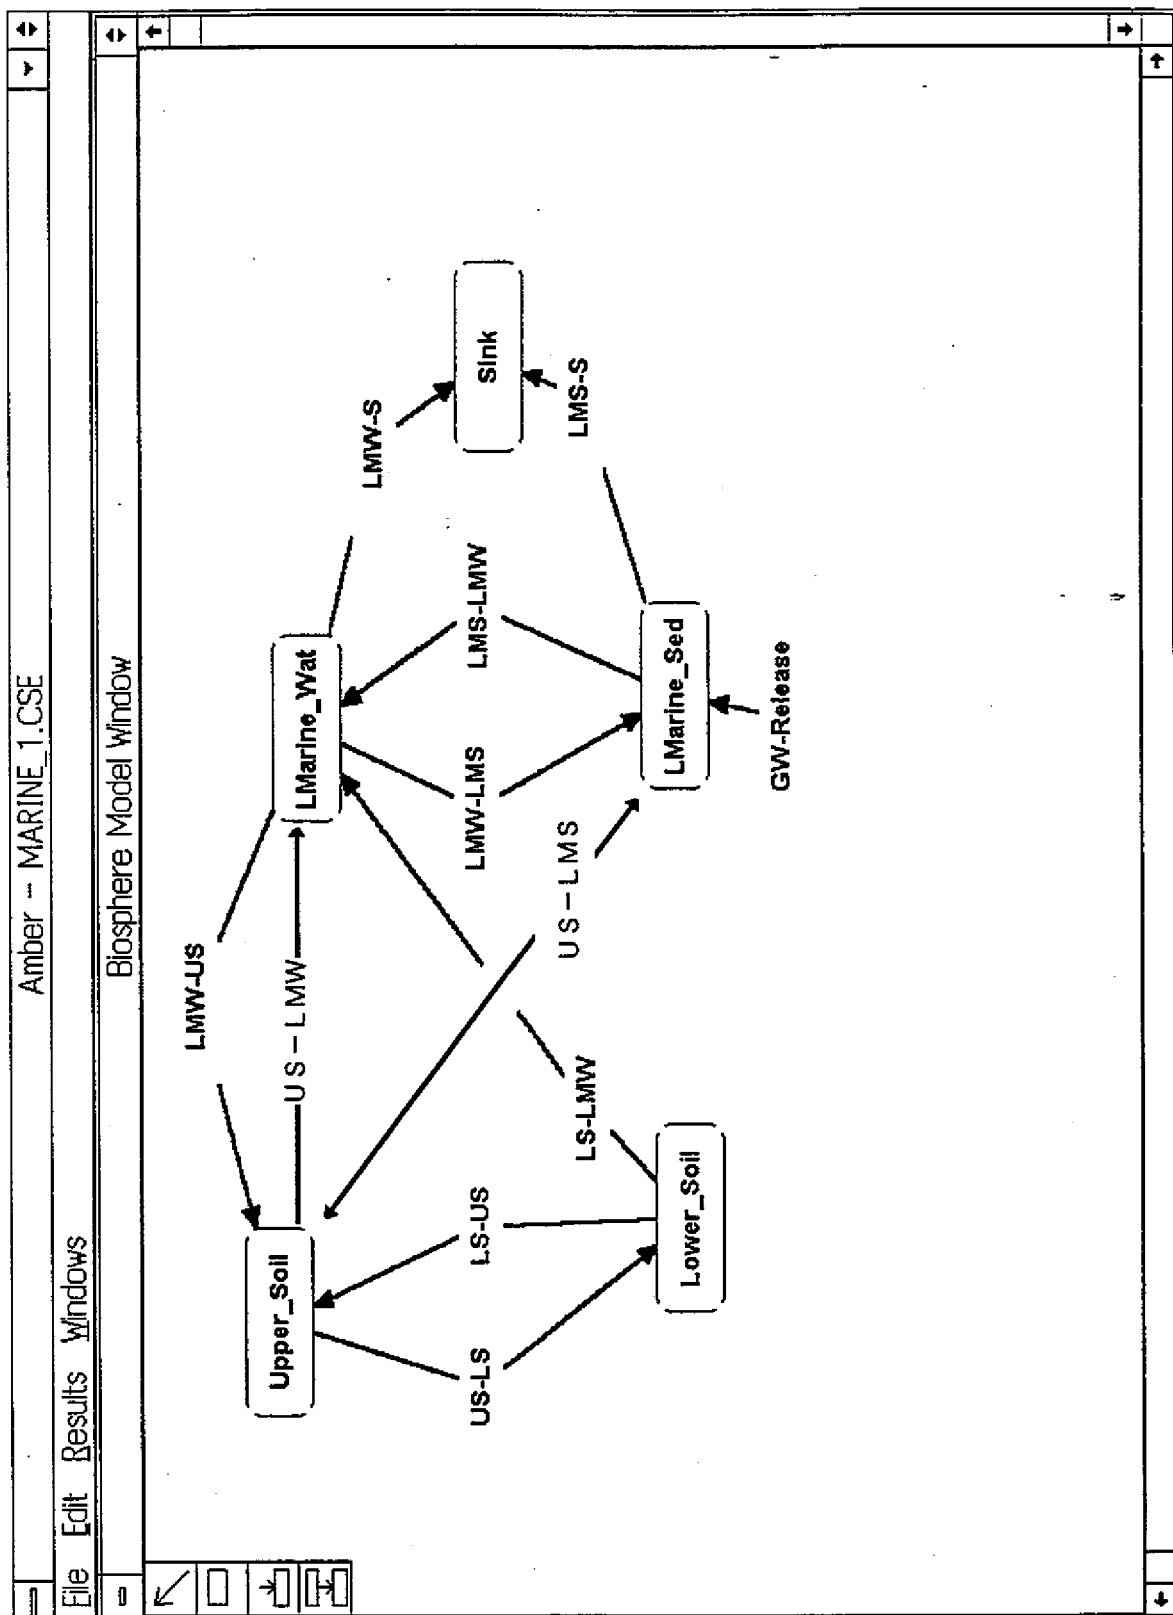 Amber -- MARINE_1.CSE
File Edit Results Windows
Biosphere Model Window
LMW-US
Upper_Soil
US-LMW
LMarine_Wat
LMW-S
US-LS
LS-US
LMW-LMS
LMS-LMW
Sink
LS-LMW
US-LMS
LMS-S
Lower_Soil
LMarine_Sed
GW-Release